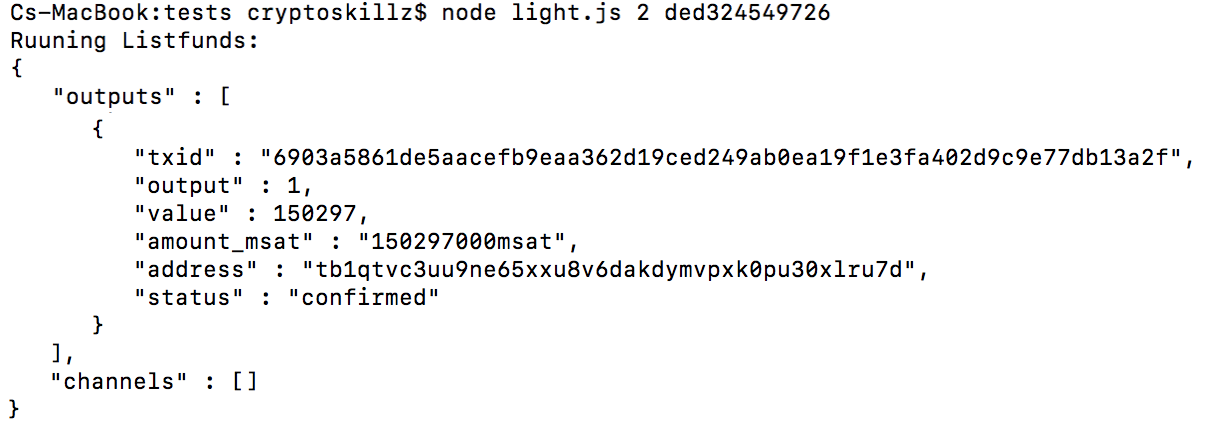 Cs-MacBook:tests cryptoskillz$ node light.js 2 ded324549726
Ruuning Listfunds:
{
   "outputs" : [
      {
         "txid" : "6903a5861de5aacefb9eaa362d19ced249ab0ea19f1e3fa402d9c9e77db13a2f",
         "output" : 1,
         "value" : 150297,
         "amount_msat" : "150297000msat",
         "address" : "tb1qtvc3uu9ne65xxu8v6dakdymvpxk0pu30xlru7d",
         "status" : "confirmed"
      }
   ],
   "channels" : []
}